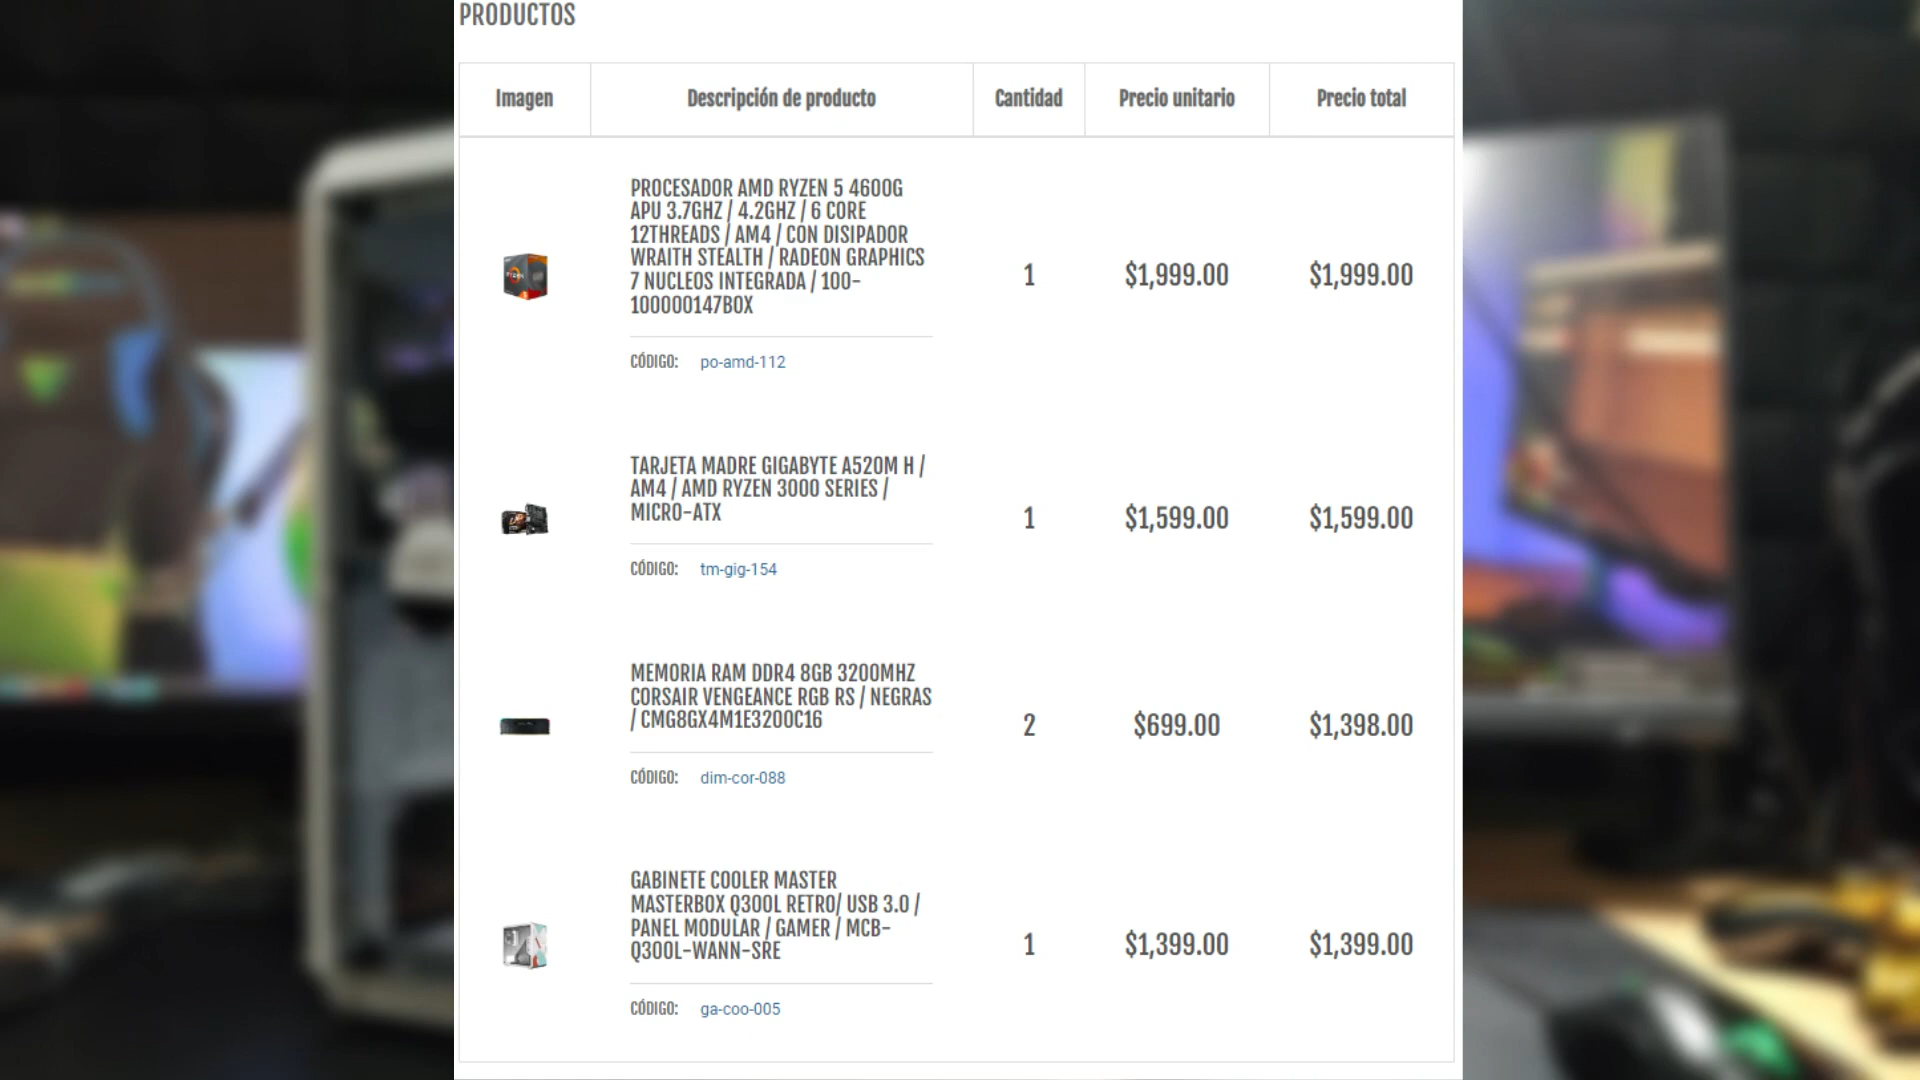 PRODUCTOS
Imagen
Descripción de producto
Cantidad
Precio unitario
Precio total
PROCESADOR AMD RYZEN 5 4600G
APU 3.7GHZ / 4.2GHZ / 6 CORE
12THREADS / AM4 / CON DISIPADOR
WRAITH STEALTH / RADEON GRAPHICS
7 NUCLEOS INTEGRADA / 100-
100000147BOX
1
$1,999.00
$1,999.00
CÓDIGO: po-amd-112
TARJETA MADRE GIGABYTE A520M H /
AM4 / AMD RYZEN 3000 SERIES /
MICRO-ATX
1
$1,599.00
$1,599.00
CÓDIGO: tm-gig-154
MEMORIA RAM DDR4 8GB 3200MHZ
CORSAIR VENGEANCE RGB RS / NEGRAS
/ CMG8GX4M1E3200C16
2
$699.00
$1,398.00
CÓDIGO: dim-cor-088
GABINETE COOLER MASTER
MASTERBOX Q300L RETRO/ USB 3.0 /
PANEL MODULAR / GAMER / MCB-
Q300L-WANN-SRE
1
$1,399.00
$1,399.00
CÓDIGO: ga-coo-005